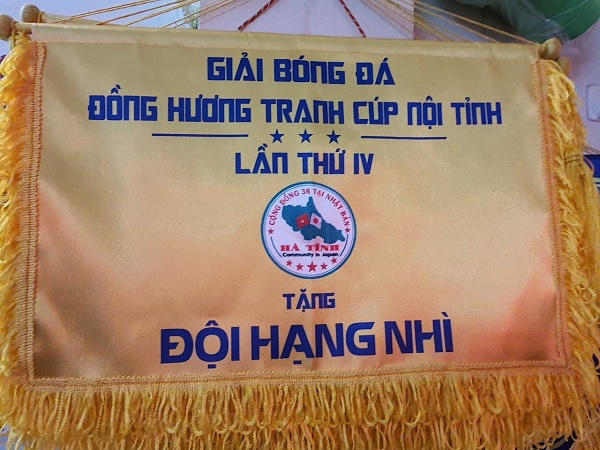 GIẢI BÓNG ĐÁ
ĐỒNG HƯƠNG TRANH CÚP NỘI TỈNH
LẦN THỨ IV
CỘNG ĐỒNG 38 TẠI NHẬT BẢN
HÀ TĨNH
Community in Japan
TẶNG
ĐỘI HẠNG NHÌ